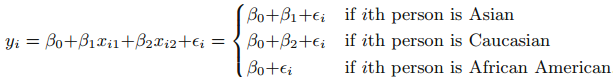 yᵢ = β₀+β₁xᵢ₁+β₂xᵢ₂+ϵᵢ = { β₀+β₁+ϵᵢ if ith person is Asian
β₀+β₂+ϵᵢ if ith person is Caucasian
β₀+ϵᵢ if ith person is African American